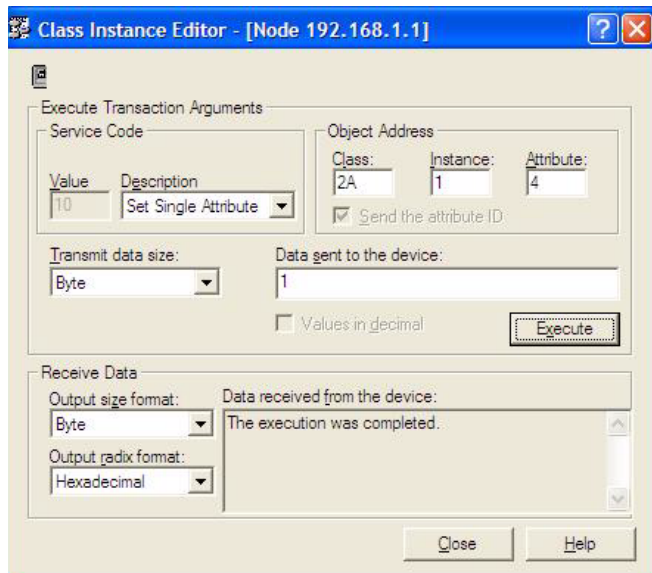 Class Instance Editor - [Node 192.168.1.1]
Execute Transaction Arguments
Service Code
Object Address
Value
Description
Class:
Instance:
Attribute:
10
Set Single Attribute
2A
1
4
Send the attribute ID
Transmit data size:
Data sent to the device:
Byte
1
Values in decimal
Execute
Receive Data
Output size format:
Data received from the device:
Byte
The execution was completed.
Output radix format:
Hexadecimal
Close
Help